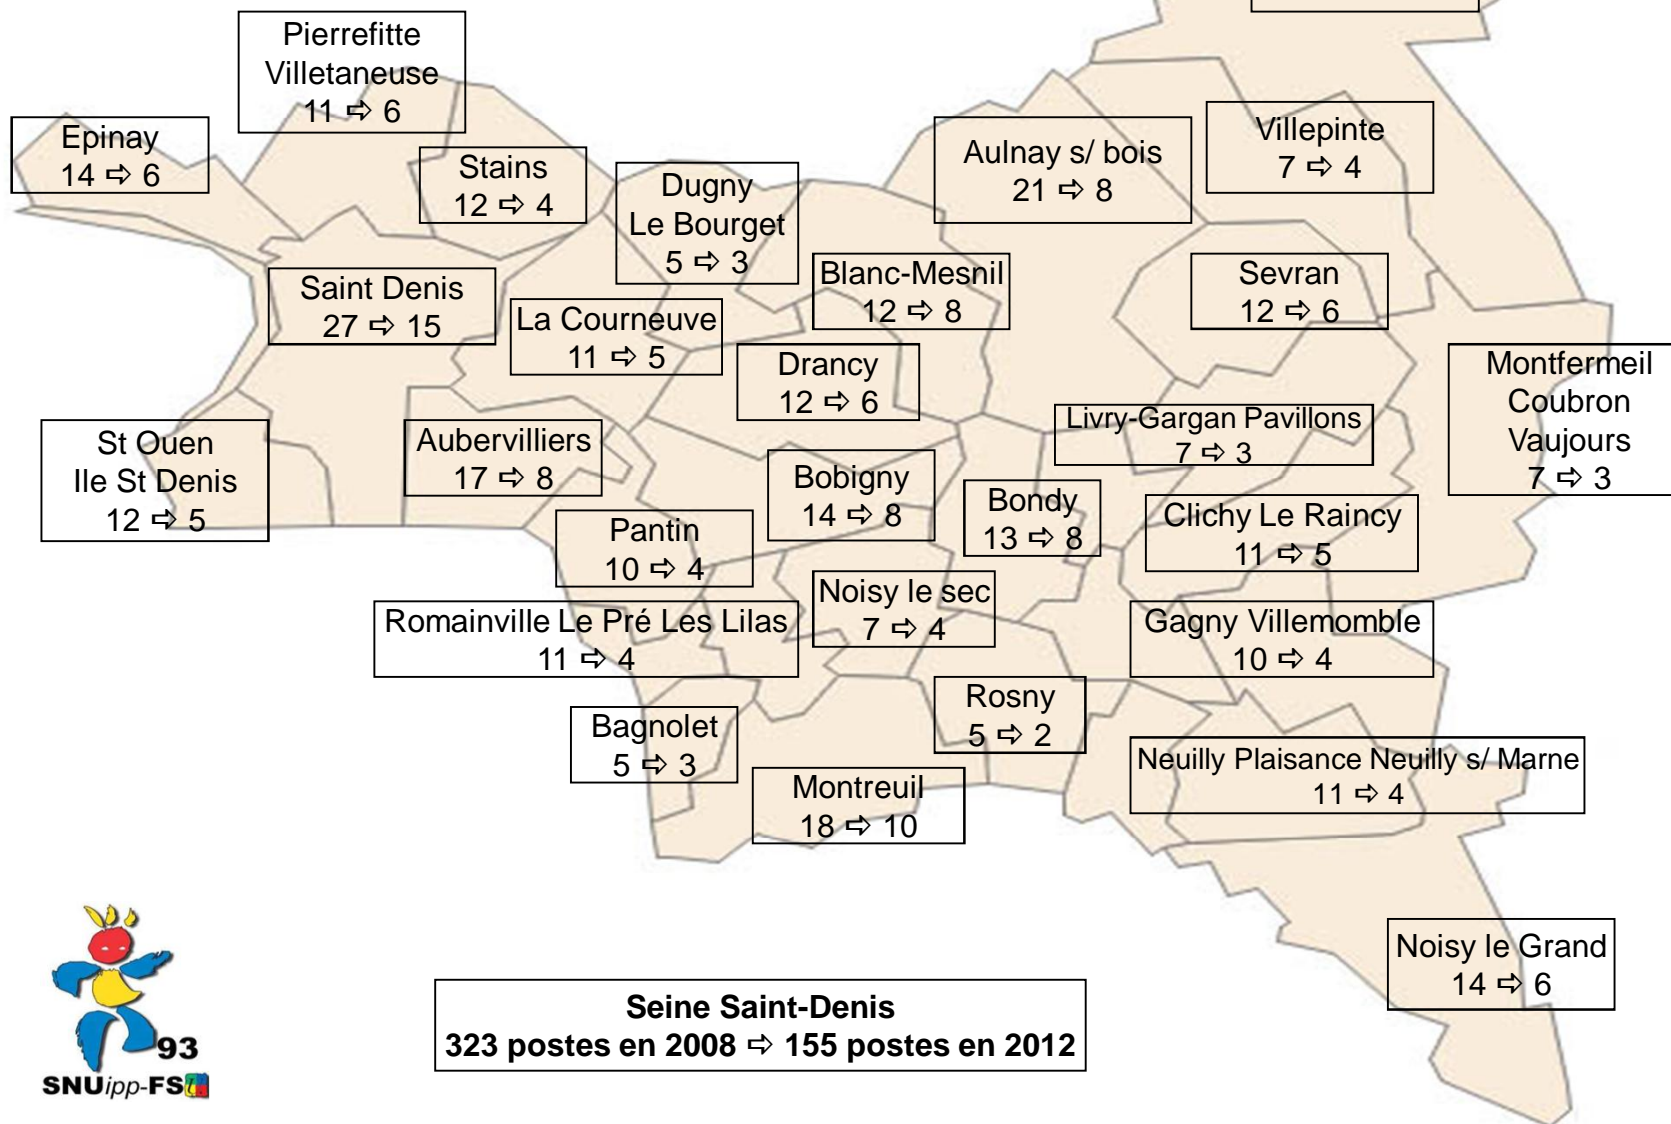 Pierrefitte
Villetaneuse
11 ⇨ 6
Epinay
14 ⇨ 6
Stains
12 ⇨ 4
Dugny
Le Bourget
5 ⇨ 3
Aulnay s/ bois
21 ⇨ 8
Villepinte
7 ⇨ 4
Saint Denis
27 ⇨ 15
La Courneuve
11 ⇨ 5
Blanc-Mesnil
12 ⇨ 8
Sevran
12 ⇨ 6
Drancy
12 ⇨ 6
Montfermeil
Coubron
Vaujours
7 ⇨ 3
St Ouen
Ile St Denis
12 ⇨ 5
Aubervilliers
17 ⇨ 8
Livry-Gargan Pavillons
7 ⇨ 3
Bobigny
14 ⇨ 8
Bondy
13 ⇨ 8
Clichy Le Raincy
11 ⇨ 5
Pantin
10 ⇨ 4
Noisy le sec
7 ⇨ 4
Romainville Le Pré Les Lilas
11 ⇨ 4
Gagny Villemomble
10 ⇨ 4
Bagnolet
5 ⇨ 3
Rosny
5 ⇨ 2
Neuilly Plaisance Neuilly s/ Marne
11 ⇨ 4
Montreuil
18 ⇨ 10
Noisy le Grand
14 ⇨ 6
Seine Saint-Denis
323 postes en 2008 ⇨ 155 postes en 2012
93
SNUipp-FSU